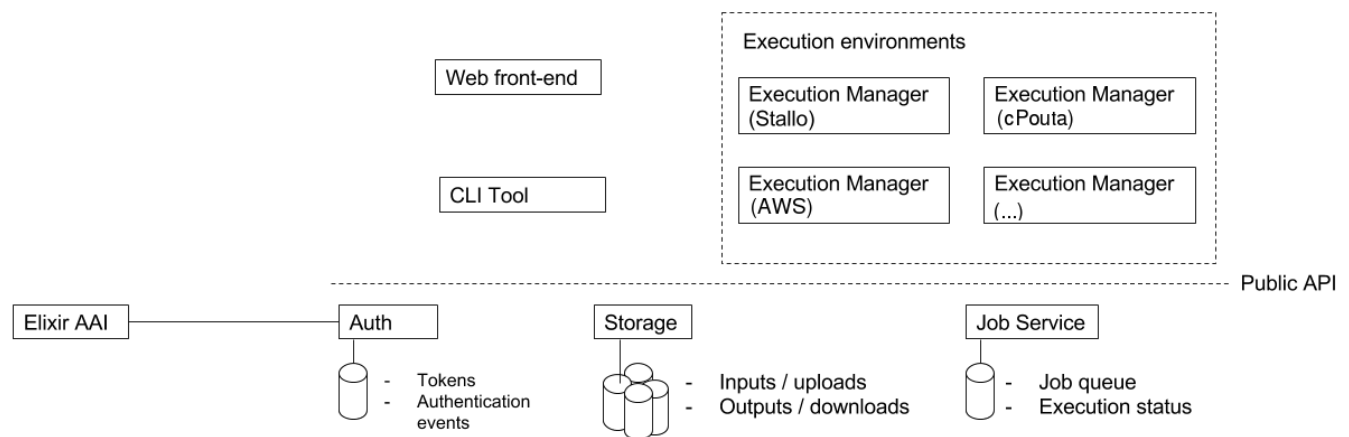 Execution environments
Web front-end
Execution Manager
(Stallo)
Execution Manager
(cPouta)
CLI Tool
Execution Manager
(AWS)
Execution Manager
(...)
Public API
Elixir AAI
Auth
Storage
Job Service
- Tokens
- Authentication
events
- Inputs / uploads
- Outputs / downloads
- Job queue
- Execution status